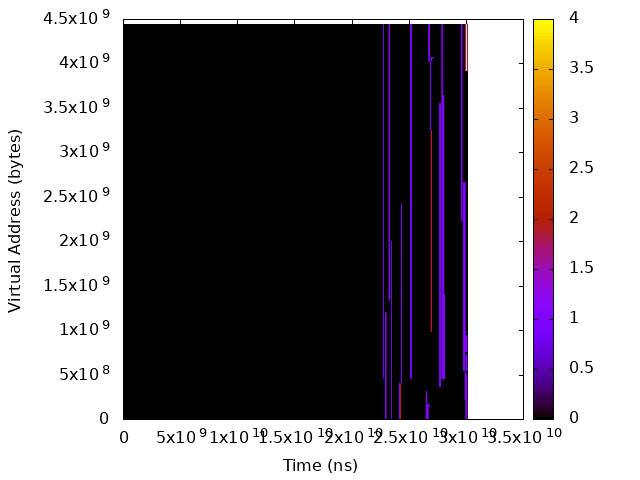 4.5x10⁹
4x10⁹
3.5x10⁹
3x10⁹
2.5x10⁹
2x10⁹
1.5x10⁹
1x10⁹
5x10⁸
0
Virtual Address (bytes)
0 5x10⁹ 1x10¹⁰ 1.5x10¹⁰ 2x10¹⁰ 2.5x10¹⁰ 3x10¹⁰ 3.5x10¹⁰
Time (ns)
4
3.5
3
2.5
2
1.5
1
0.5
0